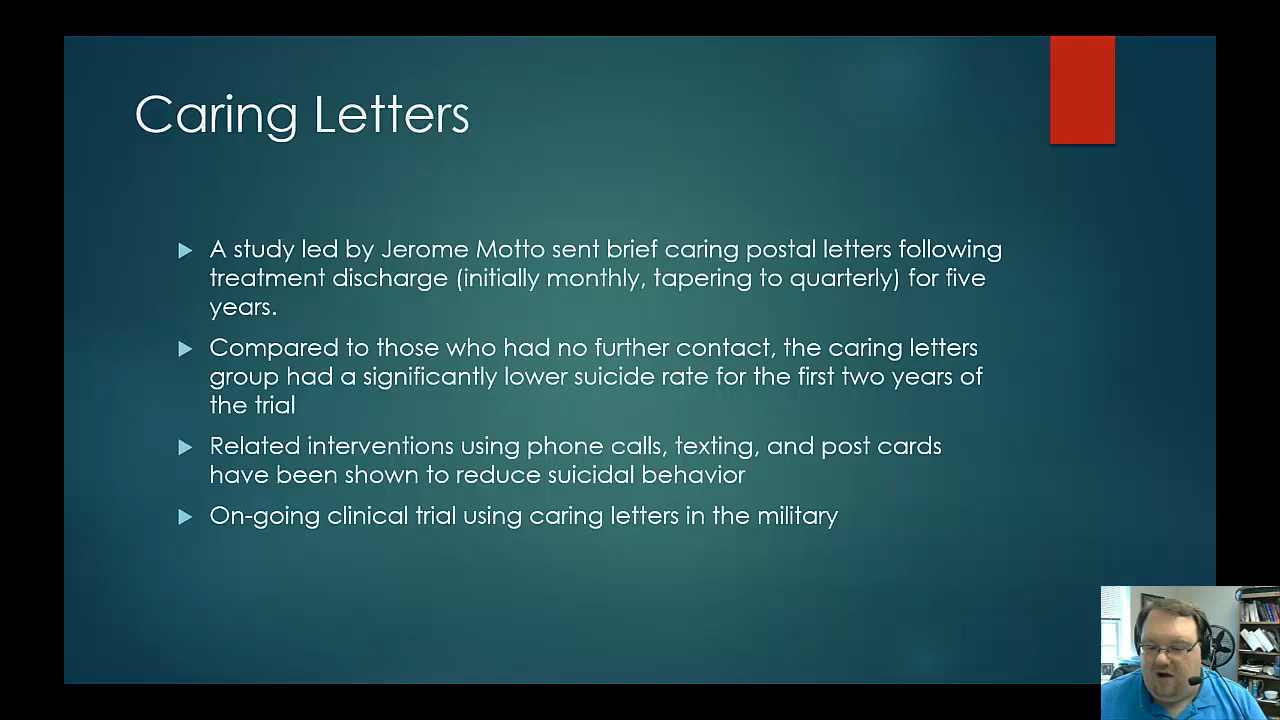 Caring Letters
A study led by Jerome Motto sent brief caring postal letters following
treatment discharge (initially monthly, tapering to quarterly) for five
years.
Compared to those who had no further contact, the caring letters
group had a significantly lower suicide rate for the first two years of
the trial
Related interventions using phone calls, texting, and post cards
have been shown to reduce suicidal behavior
On-going clinical trial using caring letters in the military